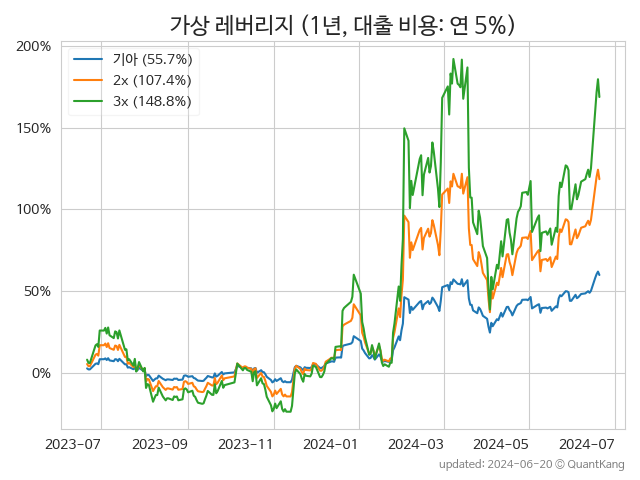 가상 레버리지 (1년, 대출 비용: 연 5%)
기아 (55.7%)
2x (107.4%)
3x (148.8%)
200%
150%
100%
50%
0%
2023-07 2023-09 2023-11 2024-01 2024-03 2024-05 2024-07
updated: 2024-06-20 © QuantKang